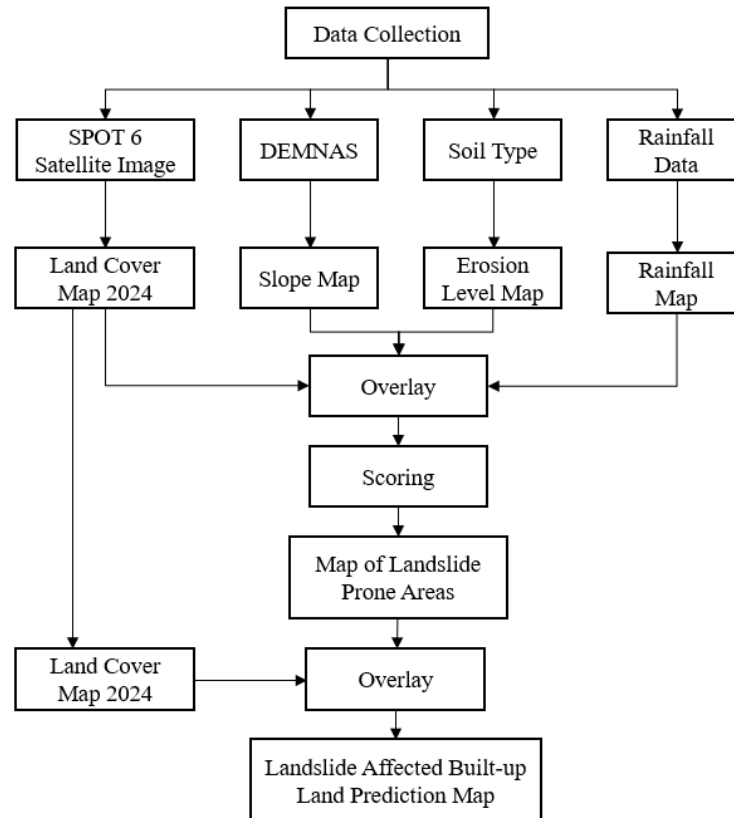 Data Collection
SPOT 6
Satellite Image
DEMNAS
Soil Type
Rainfall
Data
Land Cover
Map 2024
Slope Map
Erosion
Level Map
Rainfall
Map
Overlay
Scoring
Map of Landslide
Prone Areas
Land Cover
Map 2024
Overlay
Landslide Affected Built-up
Land Prediction Map